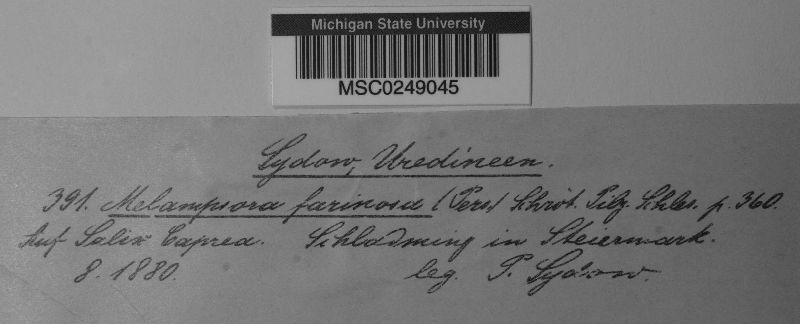 Michigan State University
MSC0249045
Sydow, Uredineen.
391. Melampsora farinosa (Pers) Schröt. Pilz. Schles. p. 360.
Auf Salix Caprea. Schladming in Steiermark.
8. 1880. leg. P. Sydow.